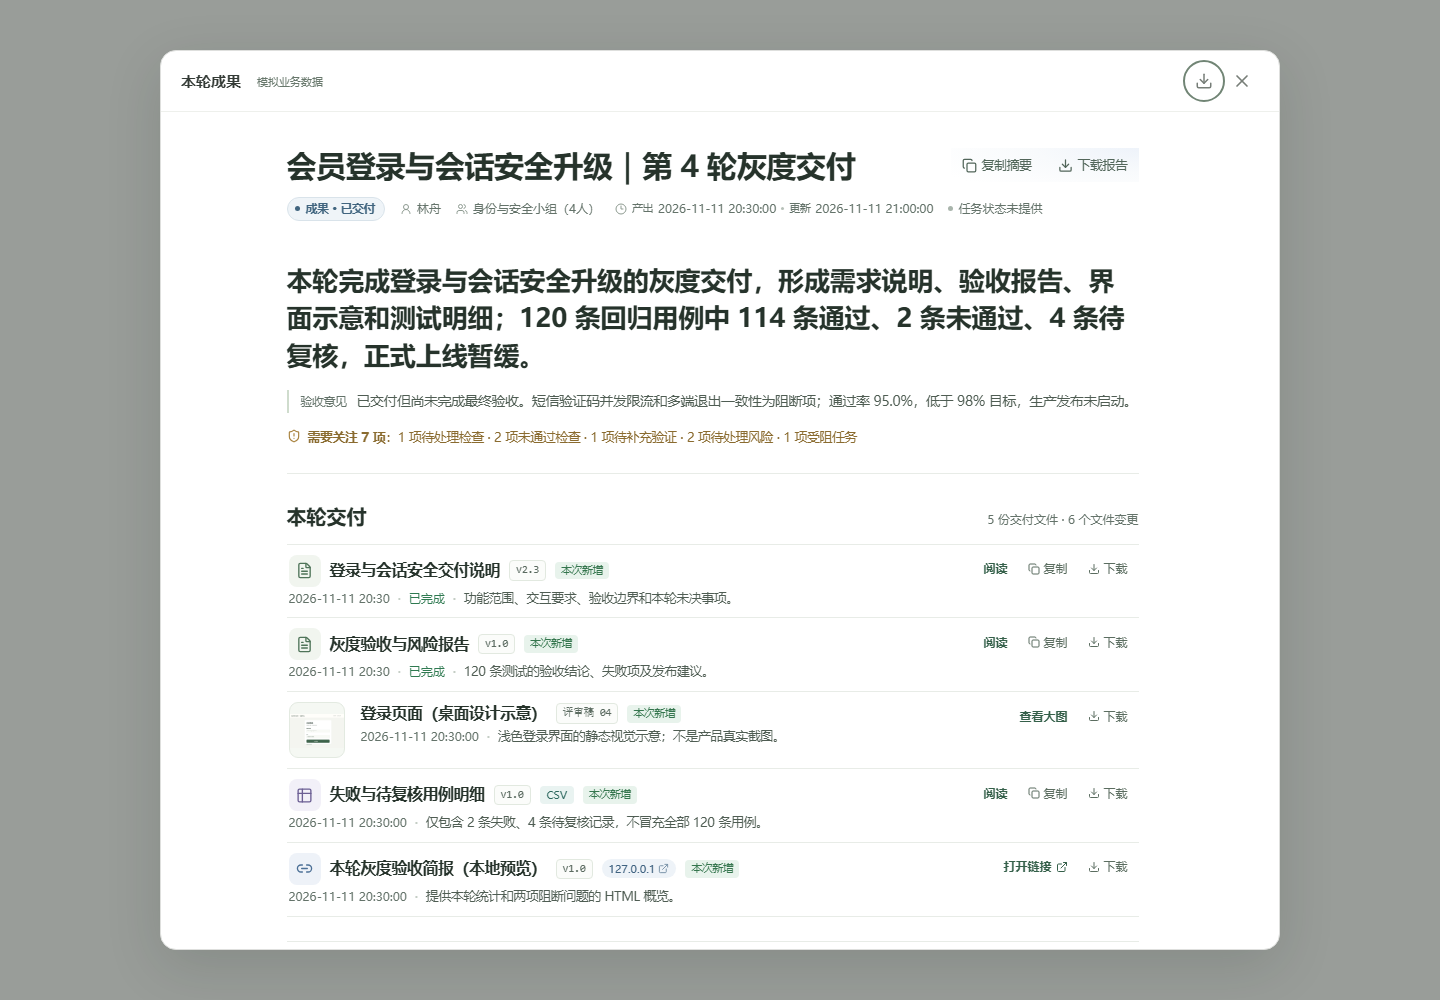 本轮成果 模拟业务数据
会员登录与会话安全升级｜第 4 轮灰度交付
复制摘要 下载报告
成果 • 已交付 林舟 身份与安全小组（4人） 产出 2026-11-11 20:30:00 • 更新 2026-11-11 21:00:00 任务状态未提供
本轮完成登录与会话安全升级的灰度交付，形成需求说明、验收报告、界
面示意和测试明细；120 条回归用例中 114 条通过、2 条未通过、4 条待
复核，正式上线暂缓。
验收意见 已交付但尚未完成最终验收。短信验证码并发限流和多端退出一致性为阻断项；通过率 95.0%，低于 98% 目标，生产发布未启动。
需要关注 7 项： 1 项待处理检查 · 2 项未通过检查 · 1 项待补充验证 · 2 项待处理风险 · 1 项受阻任务
本轮交付
5 份交付文件 · 6 个文件变更
登录与会话安全交付说明 v2.3 本次新增 阅读 复制 下载
2026-11-11 20:30 · 已完成 · 功能范围、交互要求、验收边界和本轮未决事项。
灰度验收与风险报告 v1.0 本次新增 阅读 复制 下载
2026-11-11 20:30 · 已完成 · 120 条测试的验收结论、失败项及发布建议。
登录页面（桌面设计示意） 评审稿 04 本次新增 查看大图 下载
2026-11-11 20:30:00 · 浅色登录界面的静态视觉示意；不是产品真实截图。
失败与待复核用例明细 v1.0 CSV 本次新增 阅读 复制 下载
2026-11-11 20:30:00 · 仅包含 2 条失败、4 条待复核记录，不冒充全部 120 条用例。
本轮灰度验收简报（本地预览） v1.0 127.0.0.1 本次新增 打开链接 下载
2026-11-11 20:30:00 · 提供本轮统计和两项阻断问题的 HTML 概览。